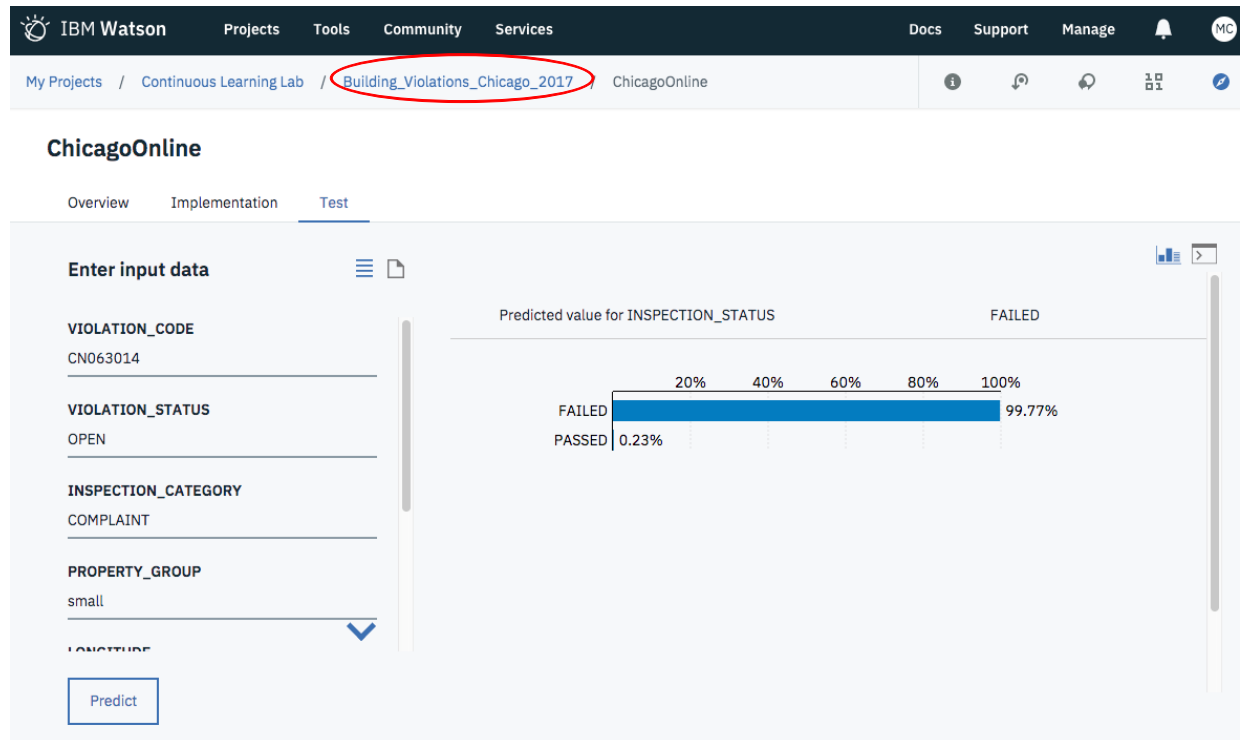 IBM Watson Projects Tools Community Services Docs Support Manage MC
My Projects / Continuous Learning Lab / Building_Violations_Chicago_2017 / ChicagoOnline
ChicagoOnline
Overview Implementation Test
Enter input data
VIOLATION_CODE
CN063014
VIOLATION_STATUS
OPEN
INSPECTION_CATEGORY
COMPLAINT
PROPERTY_GROUP
small
LONGITUDE
Predict
Predicted value for INSPECTION_STATUS FAILED
20% 40% 60% 80% 100%
FAILED 99.77%
PASSED 0.23%